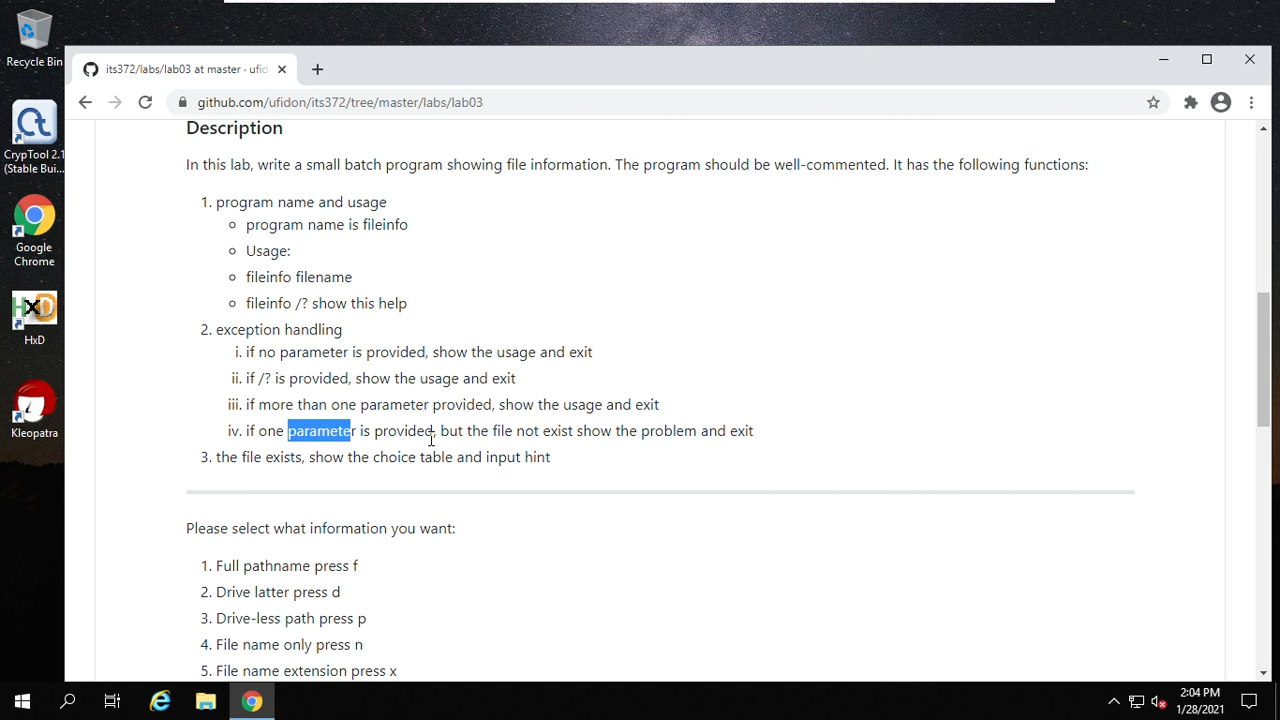 Recycle Bin
CrypTool 2.1
(Stable Bui...
Google
Chrome
HxD
Kleopatra
its372/labs/lab03 at master · ufid
github.com/ufidon/its372/tree/master/labs/lab03
Description
In this lab, write a small batch program showing file information. The program should be well-commented. It has the following functions:
1. program name and usage
program name is fileinfo
Usage:
fileinfo filename
fileinfo /? show this help
2. exception handling
i. if no parameter is provided, show the usage and exit
ii. if /? is provided, show the usage and exit
iii. if more than one parameter provided, show the usage and exit
iv. if one parameter is provided, but the file not exist show the problem and exit
3. the file exists, show the choice table and input hint
Please select what information you want:
1. Full pathname press f
2. Drive latter press d
3. Drive-less path press p
4. File name only press n
5. File name extension press x
2:04 PM
1/28/2021